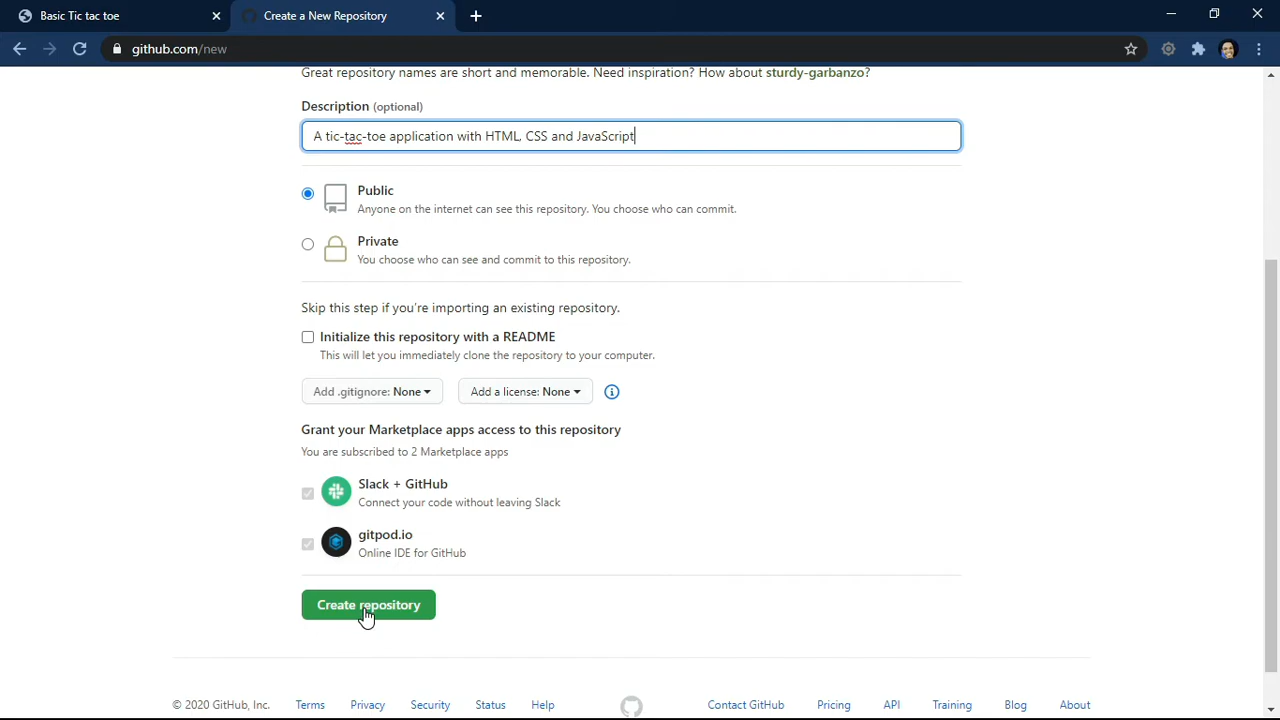 Basic Tic tac toe
Create a New Repository
github.com/new
Great repository names are short and memorable. Need inspiration? How about sturdy-garbanzo?
Description (optional)
A tic-tac-toe application with HTML, CSS and JavaScript
Public
Anyone on the internet can see this repository. You choose who can commit.
Private
You choose who can see and commit to this repository.
Skip this step if you're importing an existing repository.
Initialize this repository with a README
This will let you immediately clone the repository to your computer.
Add .gitignore: None
Add a license: None
Grant your Marketplace apps access to this repository
You are subscribed to 2 Marketplace apps
Slack + GitHub
Connect your code without leaving Slack
gitpod.io
Online IDE for GitHub
Create repository
© 2020 GitHub, Inc. Terms Privacy Security Status Help Contact GitHub Pricing API Training Blog About